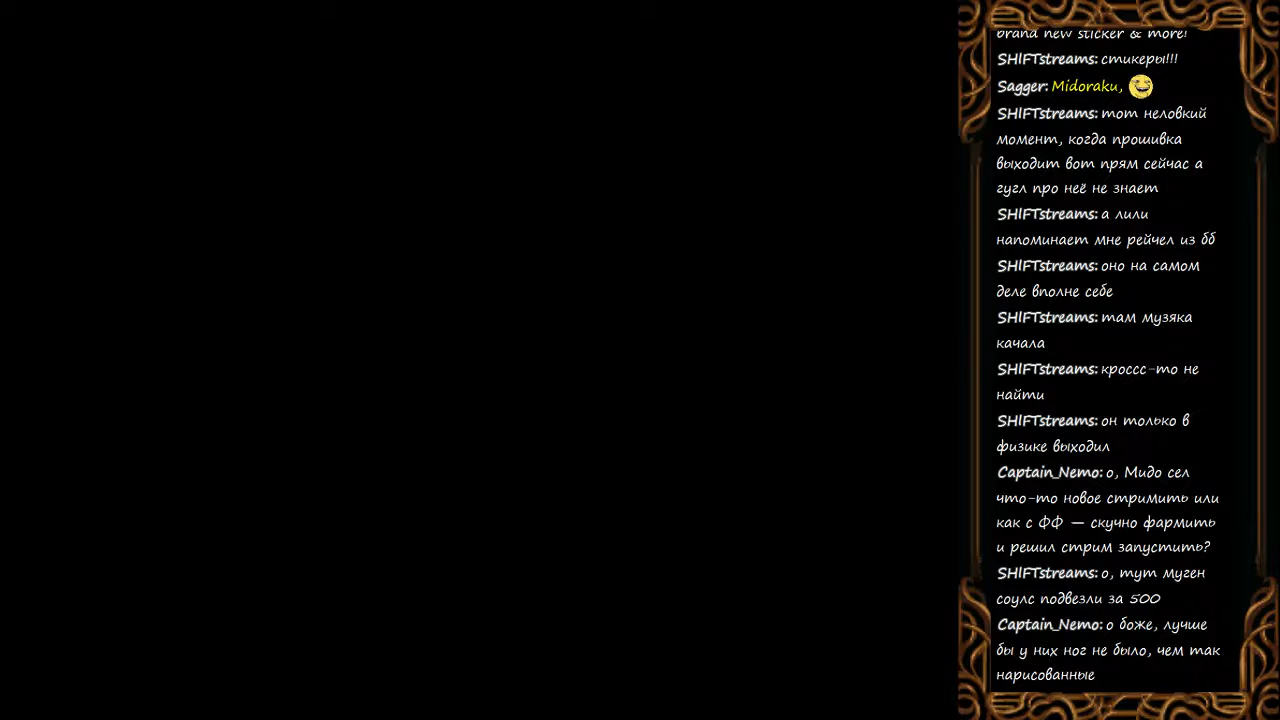 brand new sticker & more!
SHIFTstreams: стикеры!!!
Sagger: Midoraku,
SHIFTstreams: тот неловкий
момент, когда прошивка
выходит вот прям сейчас а
гугл про неё не знает
SHIFTstreams: а лили
напоминает мне рейчел из бб
SHIFTstreams: оно на самом
деле вполне себе
SHIFTstreams: там музяка
качала
SHIFTstreams: кроссс-то не
найти
SHIFTstreams: он только в
физике выходил
Captain_Nemo: о, Мидо сел
что-то новое стримить или
как с ФФ — скучно фармить
и решил стрим запустить?
SHIFTstreams: о, тут муген
соулс подвезли за 500
Captain_Nemo: о боже, лучше
бы у них ног не было, чем так
нарисованные